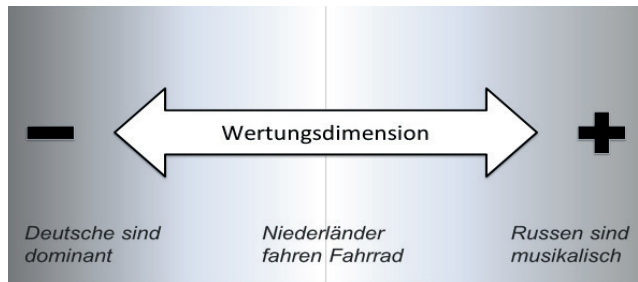 −
Wertungsdimension
+
Deutsche sind
dominant
Niederländer
fahren Fahrrad
Russen sind
musikalisch